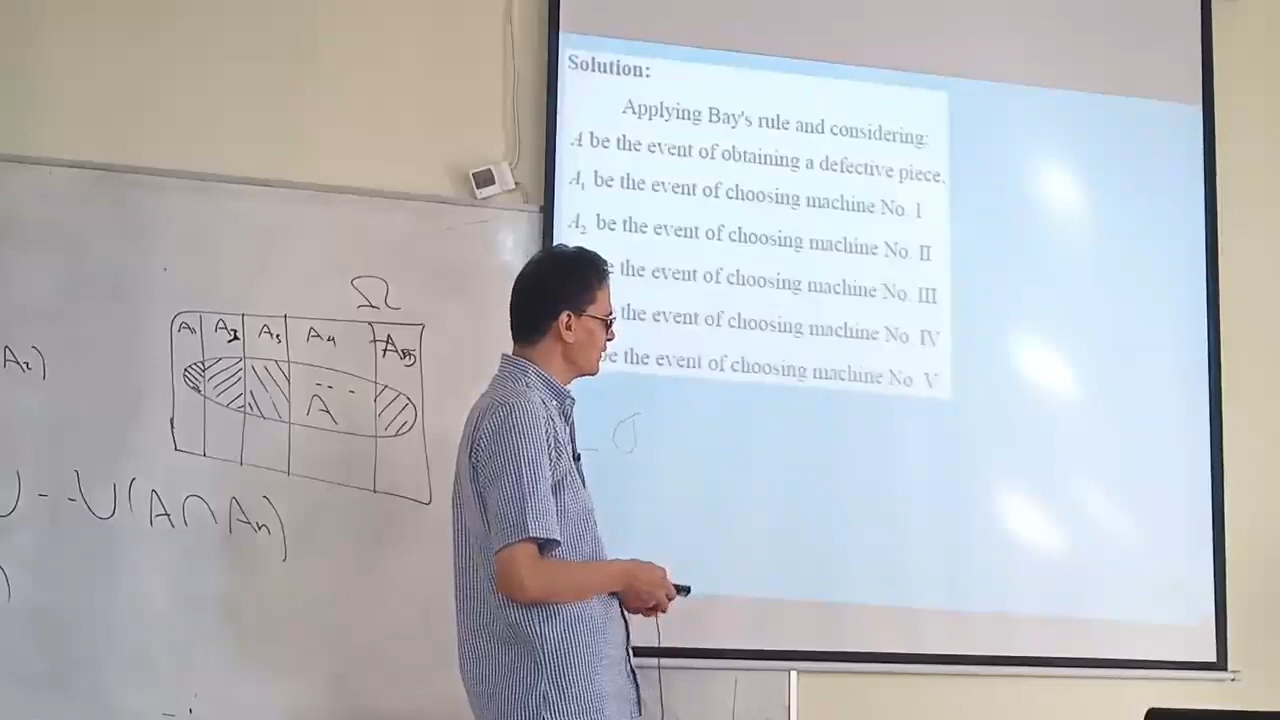 Solution:
Applying Bay's rule and considering:
A be the event of obtaining a defective piece.
A₁ be the event of choosing machine No. I
A₂ be the event of choosing machine No. II
the event of choosing machine No. III
the event of choosing machine No. IV
be the event of choosing machine No. V
Ω
A₁ A₃ A₄
A₂)
A
U --U(A∩Aₙ)
)